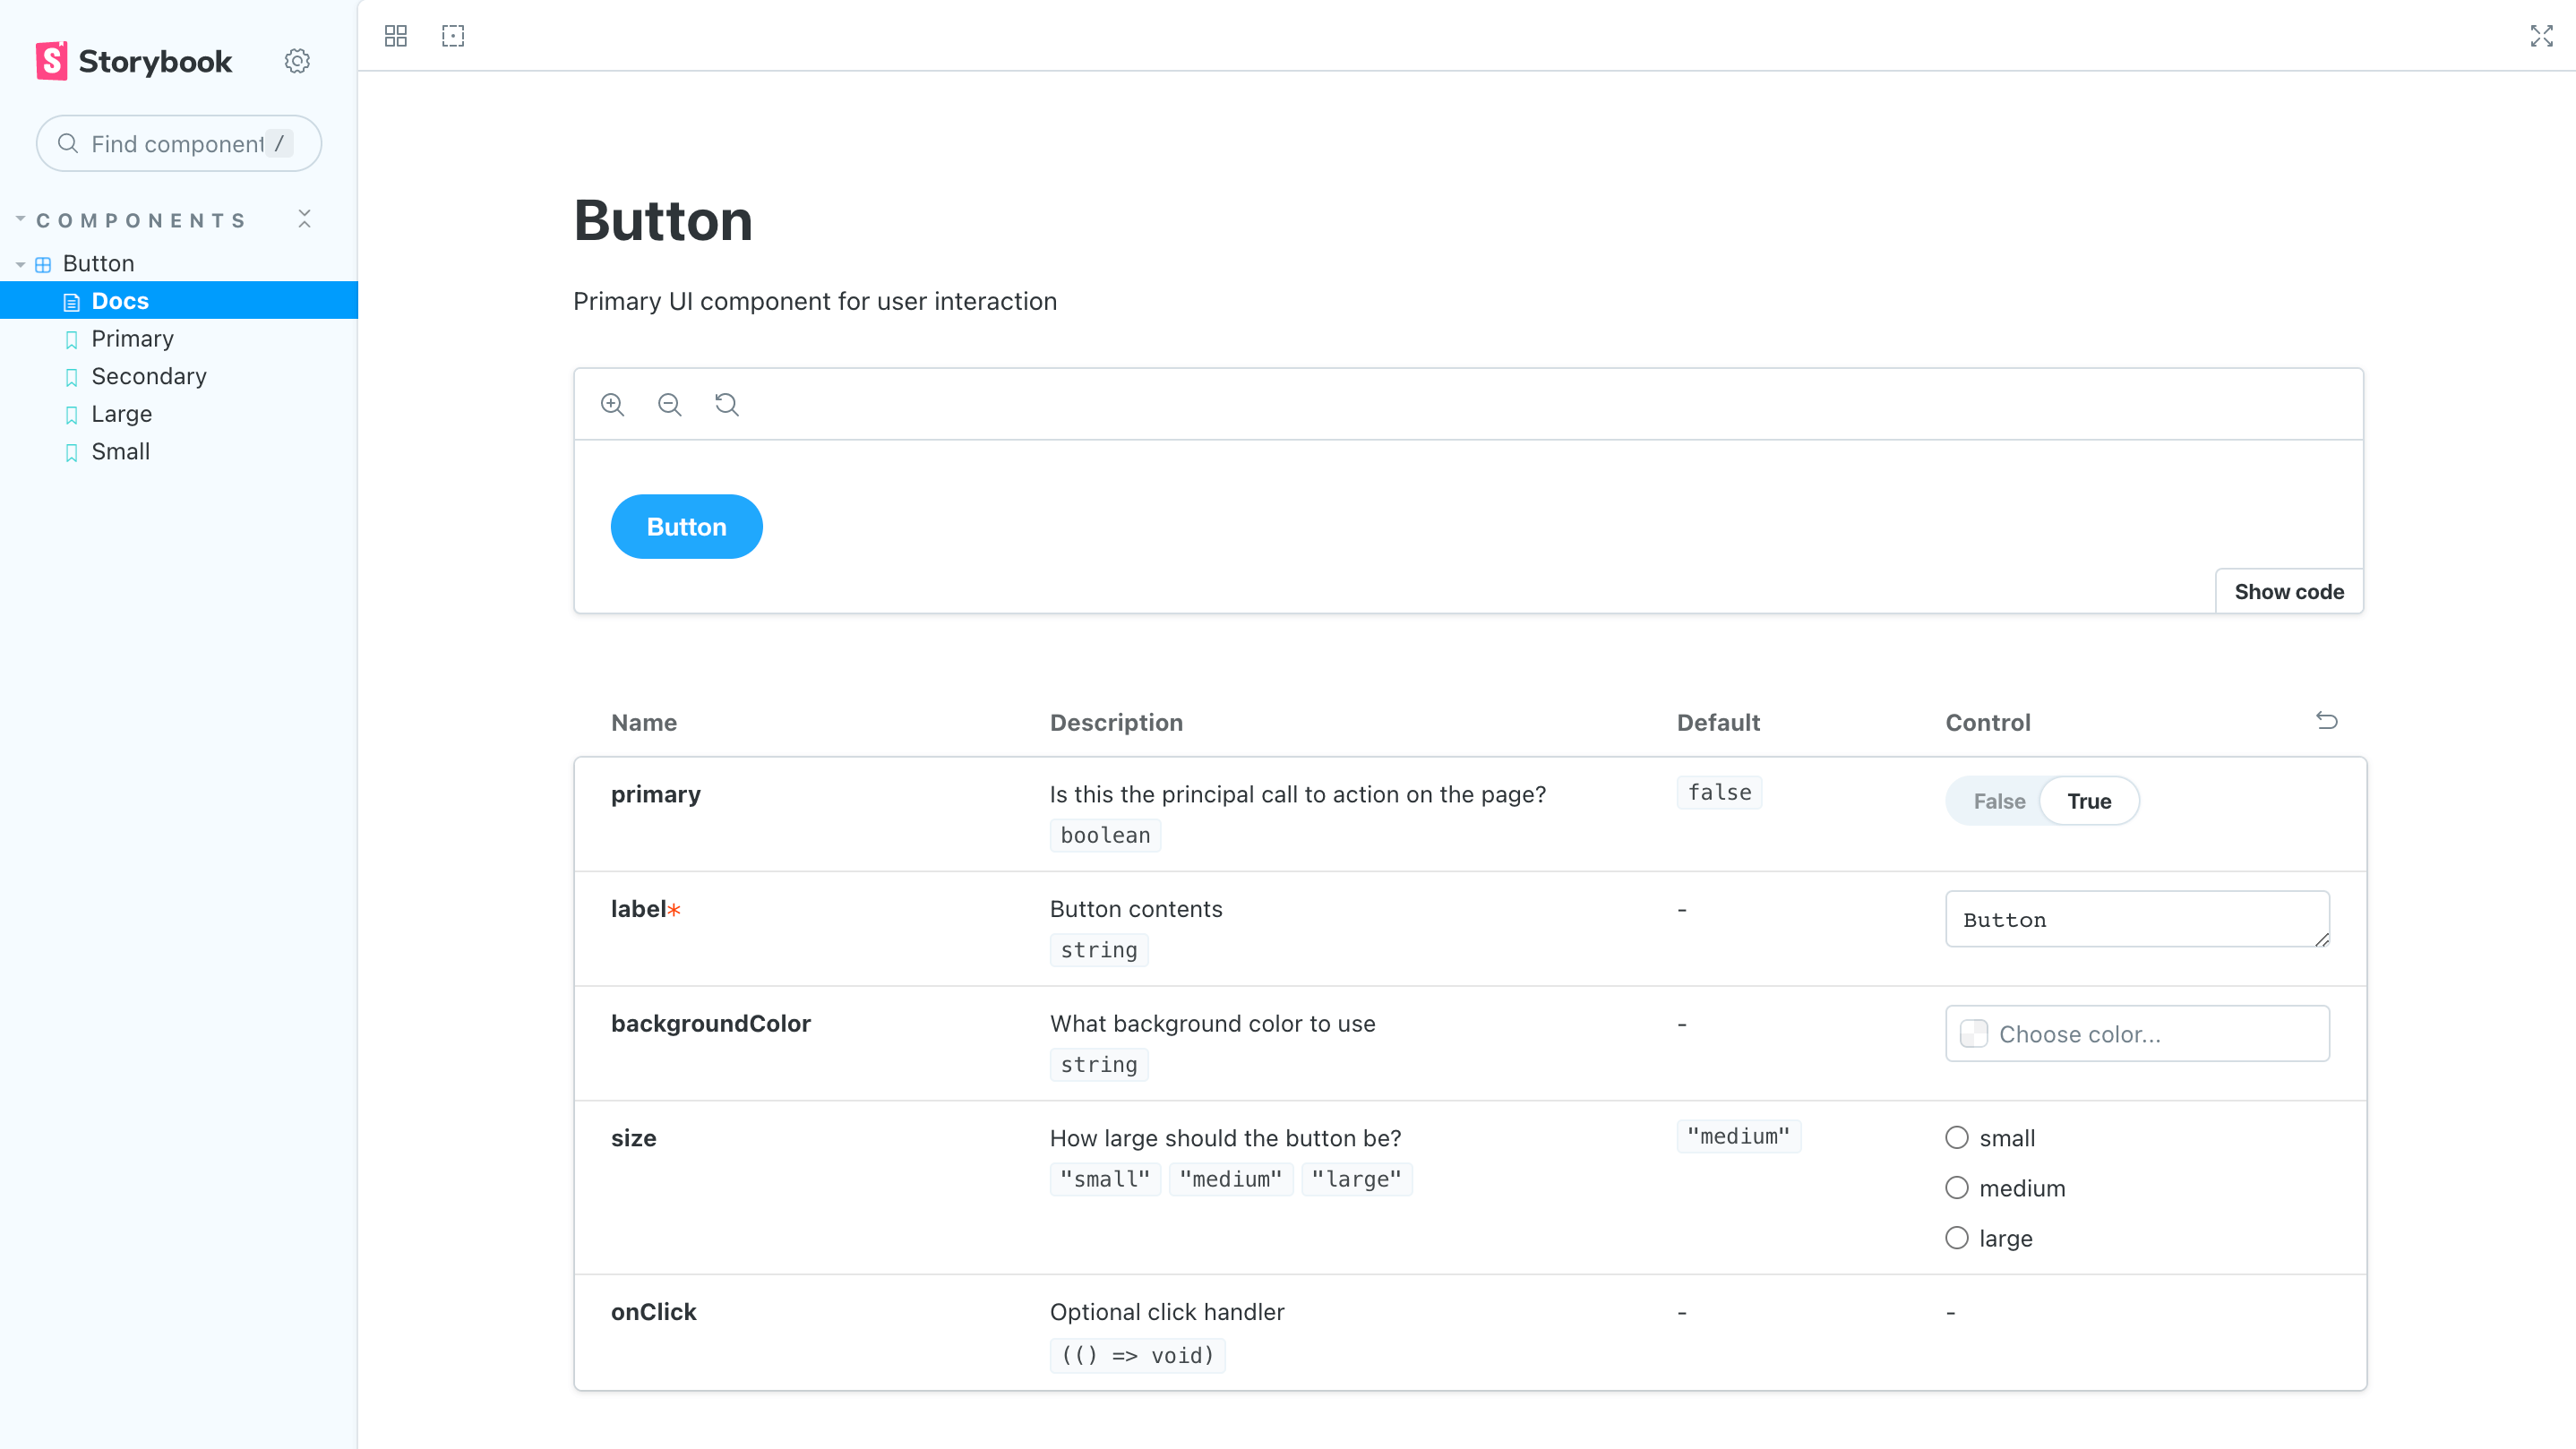 Storybook
Find component /
COMPONENTS
Button
Docs
Primary
Secondary
Large
Small
Button
Primary UI component for user interaction
Button
Show code
Name Description Default Control
primary Is this the principal call to action on the page? false False True
boolean
label* Button contents - Button
string
backgroundColor What background color to use - Choose color...
string
size How large should the button be? "medium" small
"small" "medium" "large"
medium
large
onClick Optional click handler - -
(() => void)